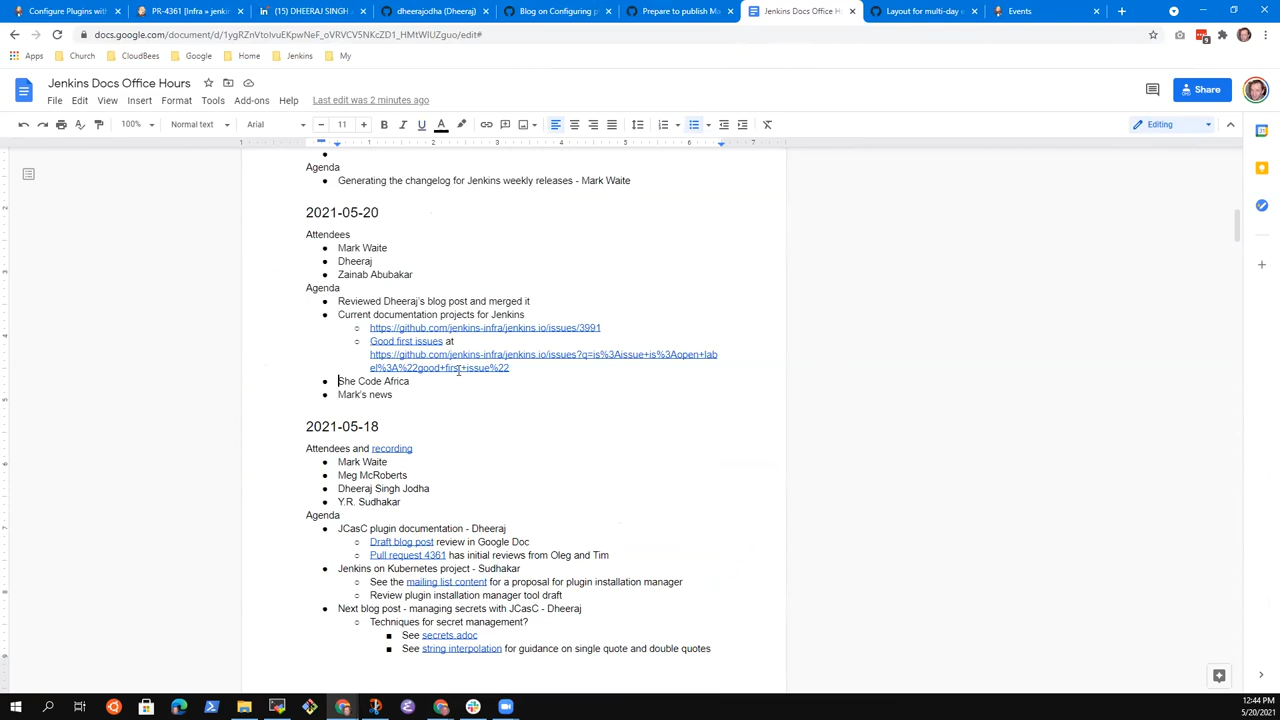 Configure Plugins with
PR-4361 [Infra » jenkin
(15) DHEERAJ SINGH
dheerajodha (Dheeraj)
Blog on Configuring p
Prepare to publish Ma
Jenkins Docs Office H
Layout for multi-day e
Events
docs.google.com/document/d/1ygRZnVtoIvuEKpwNeF_oVRVCV5NKcZD1_HMtWlUZguo/edit#
Apps
Church
CloudBees
Google
Home
Jenkins
My
Jenkins Docs Office Hours
File Edit View Insert Format Tools Add-ons Help Last edit was 2 minutes ago
Share
100% Normal text Arial 11
Editing
Agenda
Generating the changelog for Jenkins weekly releases - Mark Waite
2021-05-20
Attendees
Mark Waite
Dheeraj
Zainab Abubakar
Agenda
Reviewed Dheeraj's blog post and merged it
Current documentation projects for Jenkins
https://github.com/jenkins-infra/jenkins.io/issues/3991
Good first issues at
https://github.com/jenkins-infra/jenkins.io/issues?q=is%3Aissue+is%3Aopen+lab
el%3A%22good+first+issue%22
She Code Africa
Mark's news
2021-05-18
Attendees and recording
Mark Waite
Meg McRoberts
Dheeraj Singh Jodha
Y.R. Sudhakar
Agenda
JCasC plugin documentation - Dheeraj
Draft blog post review in Google Doc
Pull request 4361 has initial reviews from Oleg and Tim
Jenkins on Kubernetes project - Sudhakar
See the mailing list content for a proposal for plugin installation manager
Review plugin installation manager tool draft
Next blog post - managing secrets with JCasC - Dheeraj
Techniques for secret management?
See secrets.adoc
See string interpolation for guidance on single quote and double quotes
12:44 PM
5/20/2021